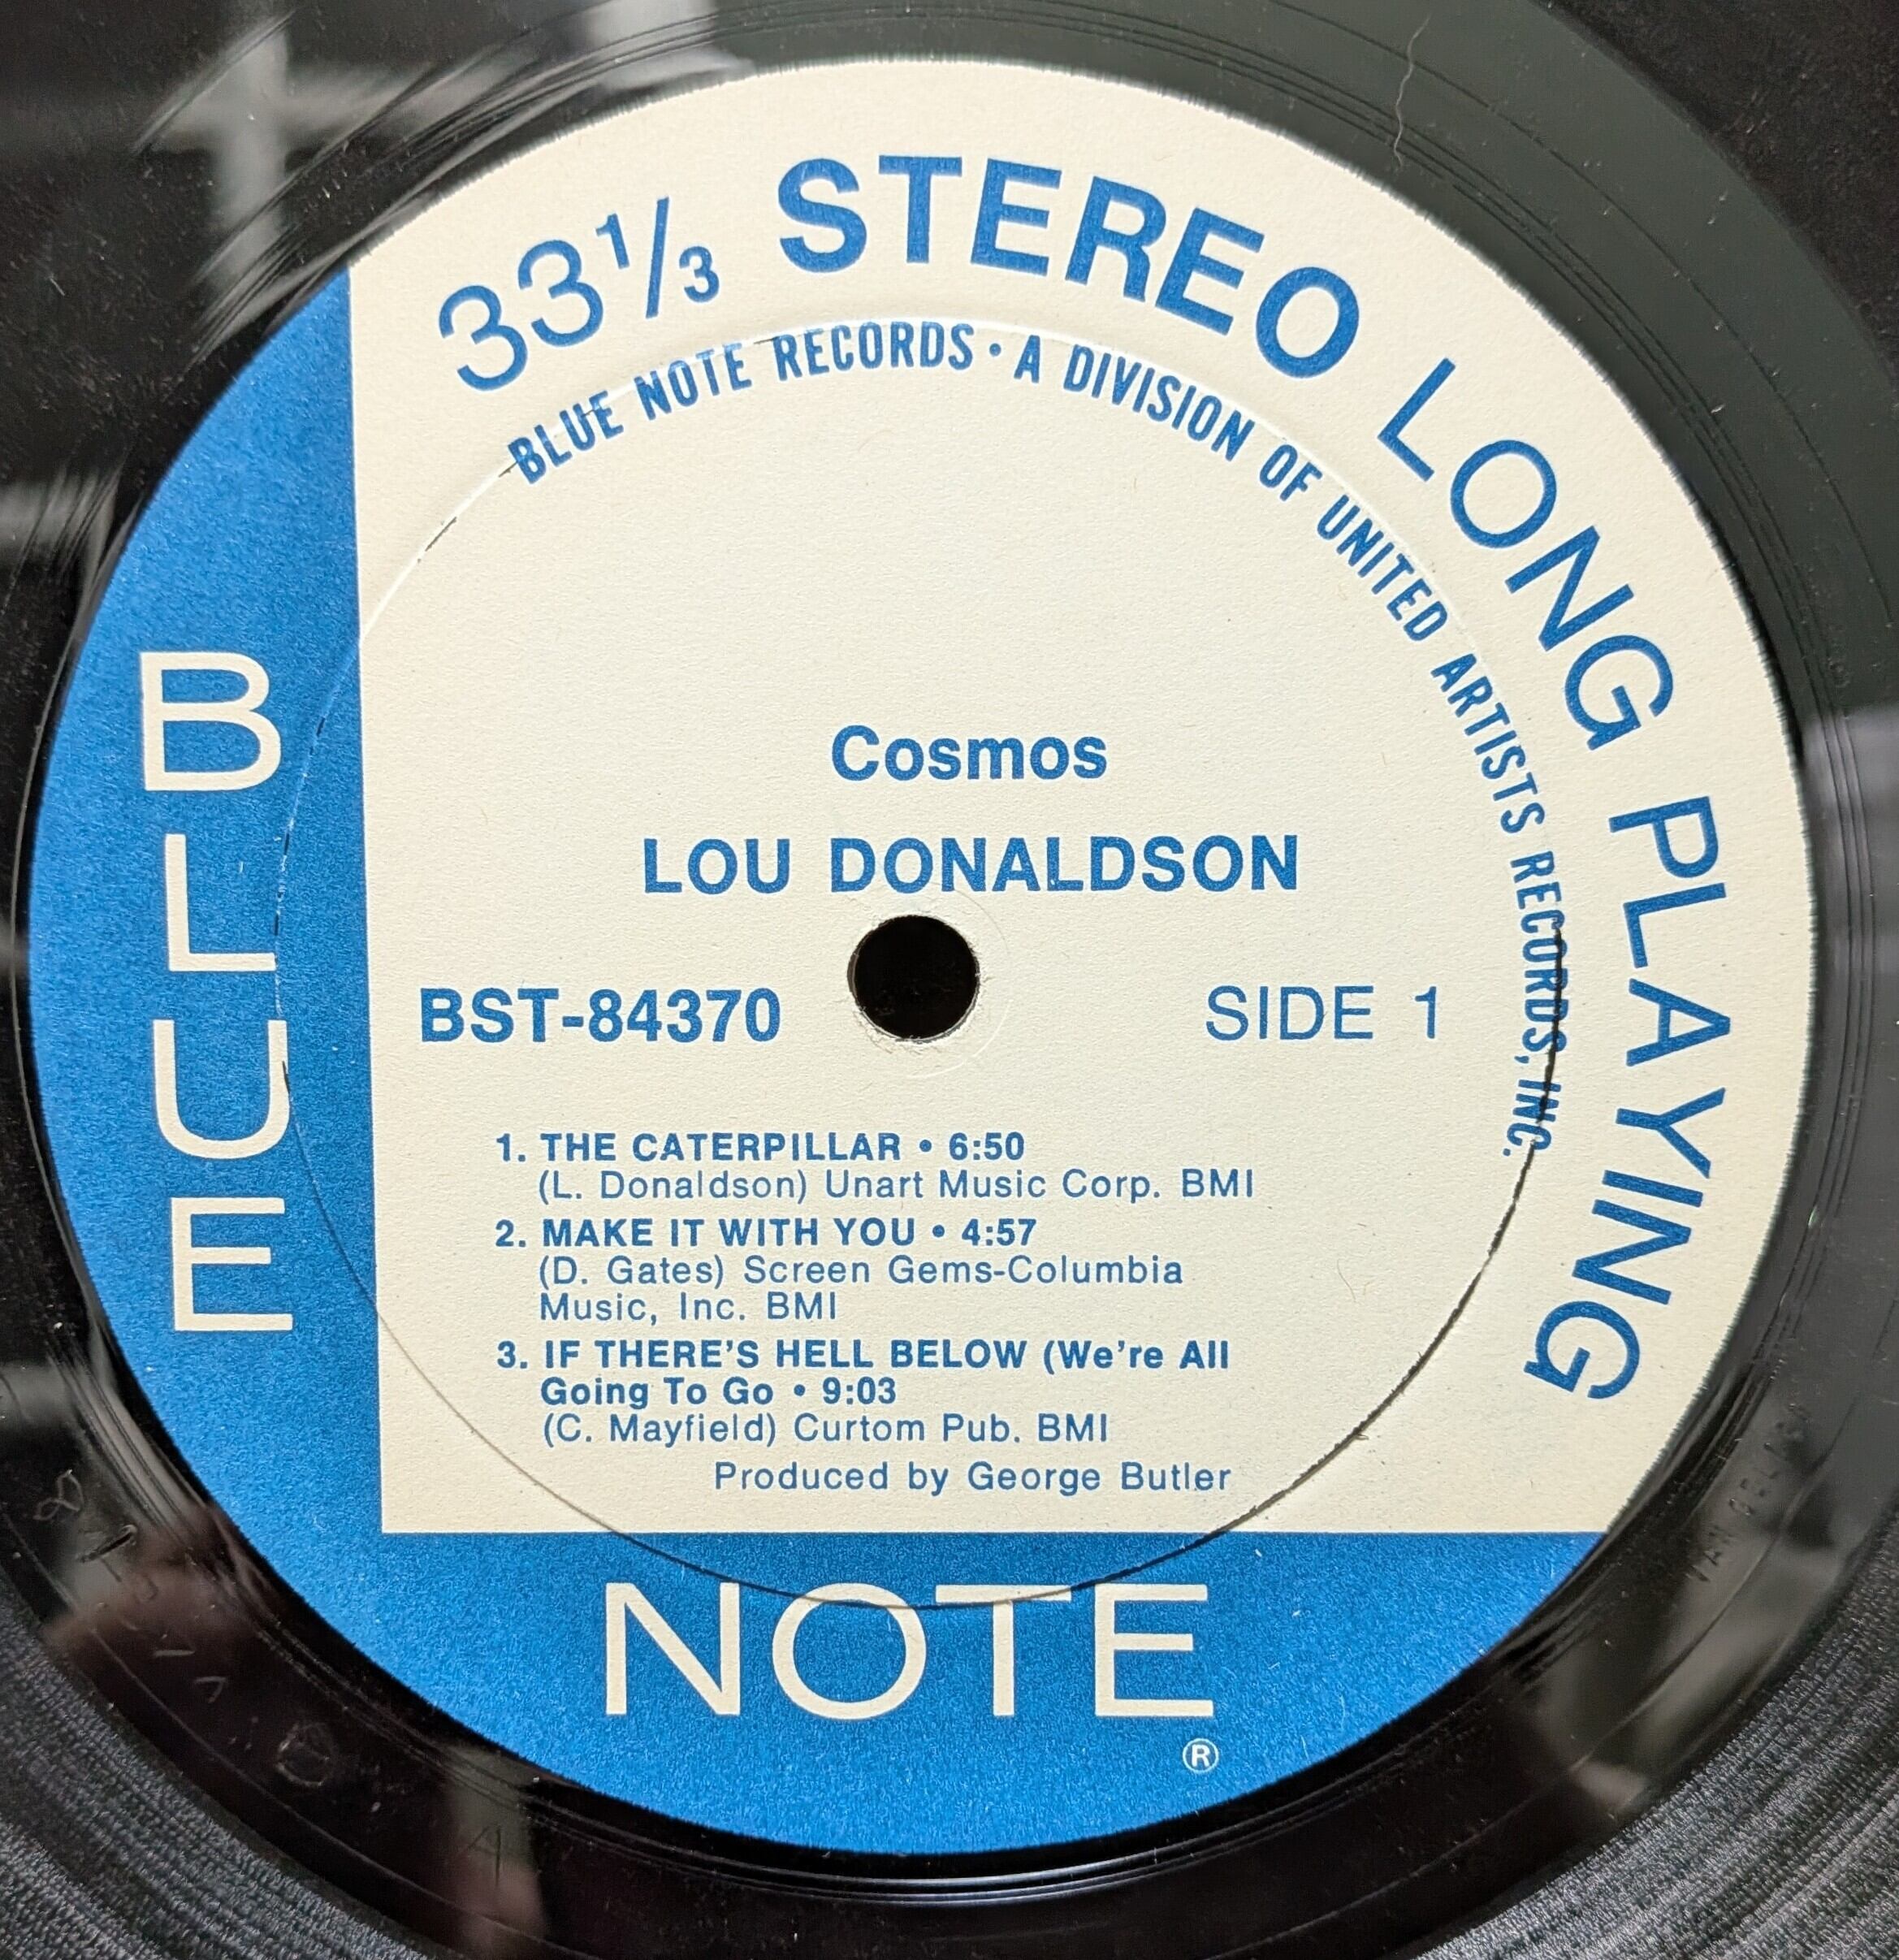 33⅓ STEREO LONG PLAYING
BLUE NOTE RECORDS · A DIVISION OF UNITED ARTISTS RECORDS, INC.
BLUE
Cosmos
LOU DONALDSON
BST-84370
SIDE 1
1. THE CATERPILLAR • 6:50
(L. Donaldson) Unart Music Corp. BMI
2. MAKE IT WITH YOU • 4:57
(D. Gates) Screen Gems-Columbia
Music, Inc. BMI
3. IF THERE'S HELL BELOW (We're All
Going To Go • 9:03
(C. Mayfield) Curtom Pub. BMI
Produced by George Butler
NOTE
®
VAN GELDER